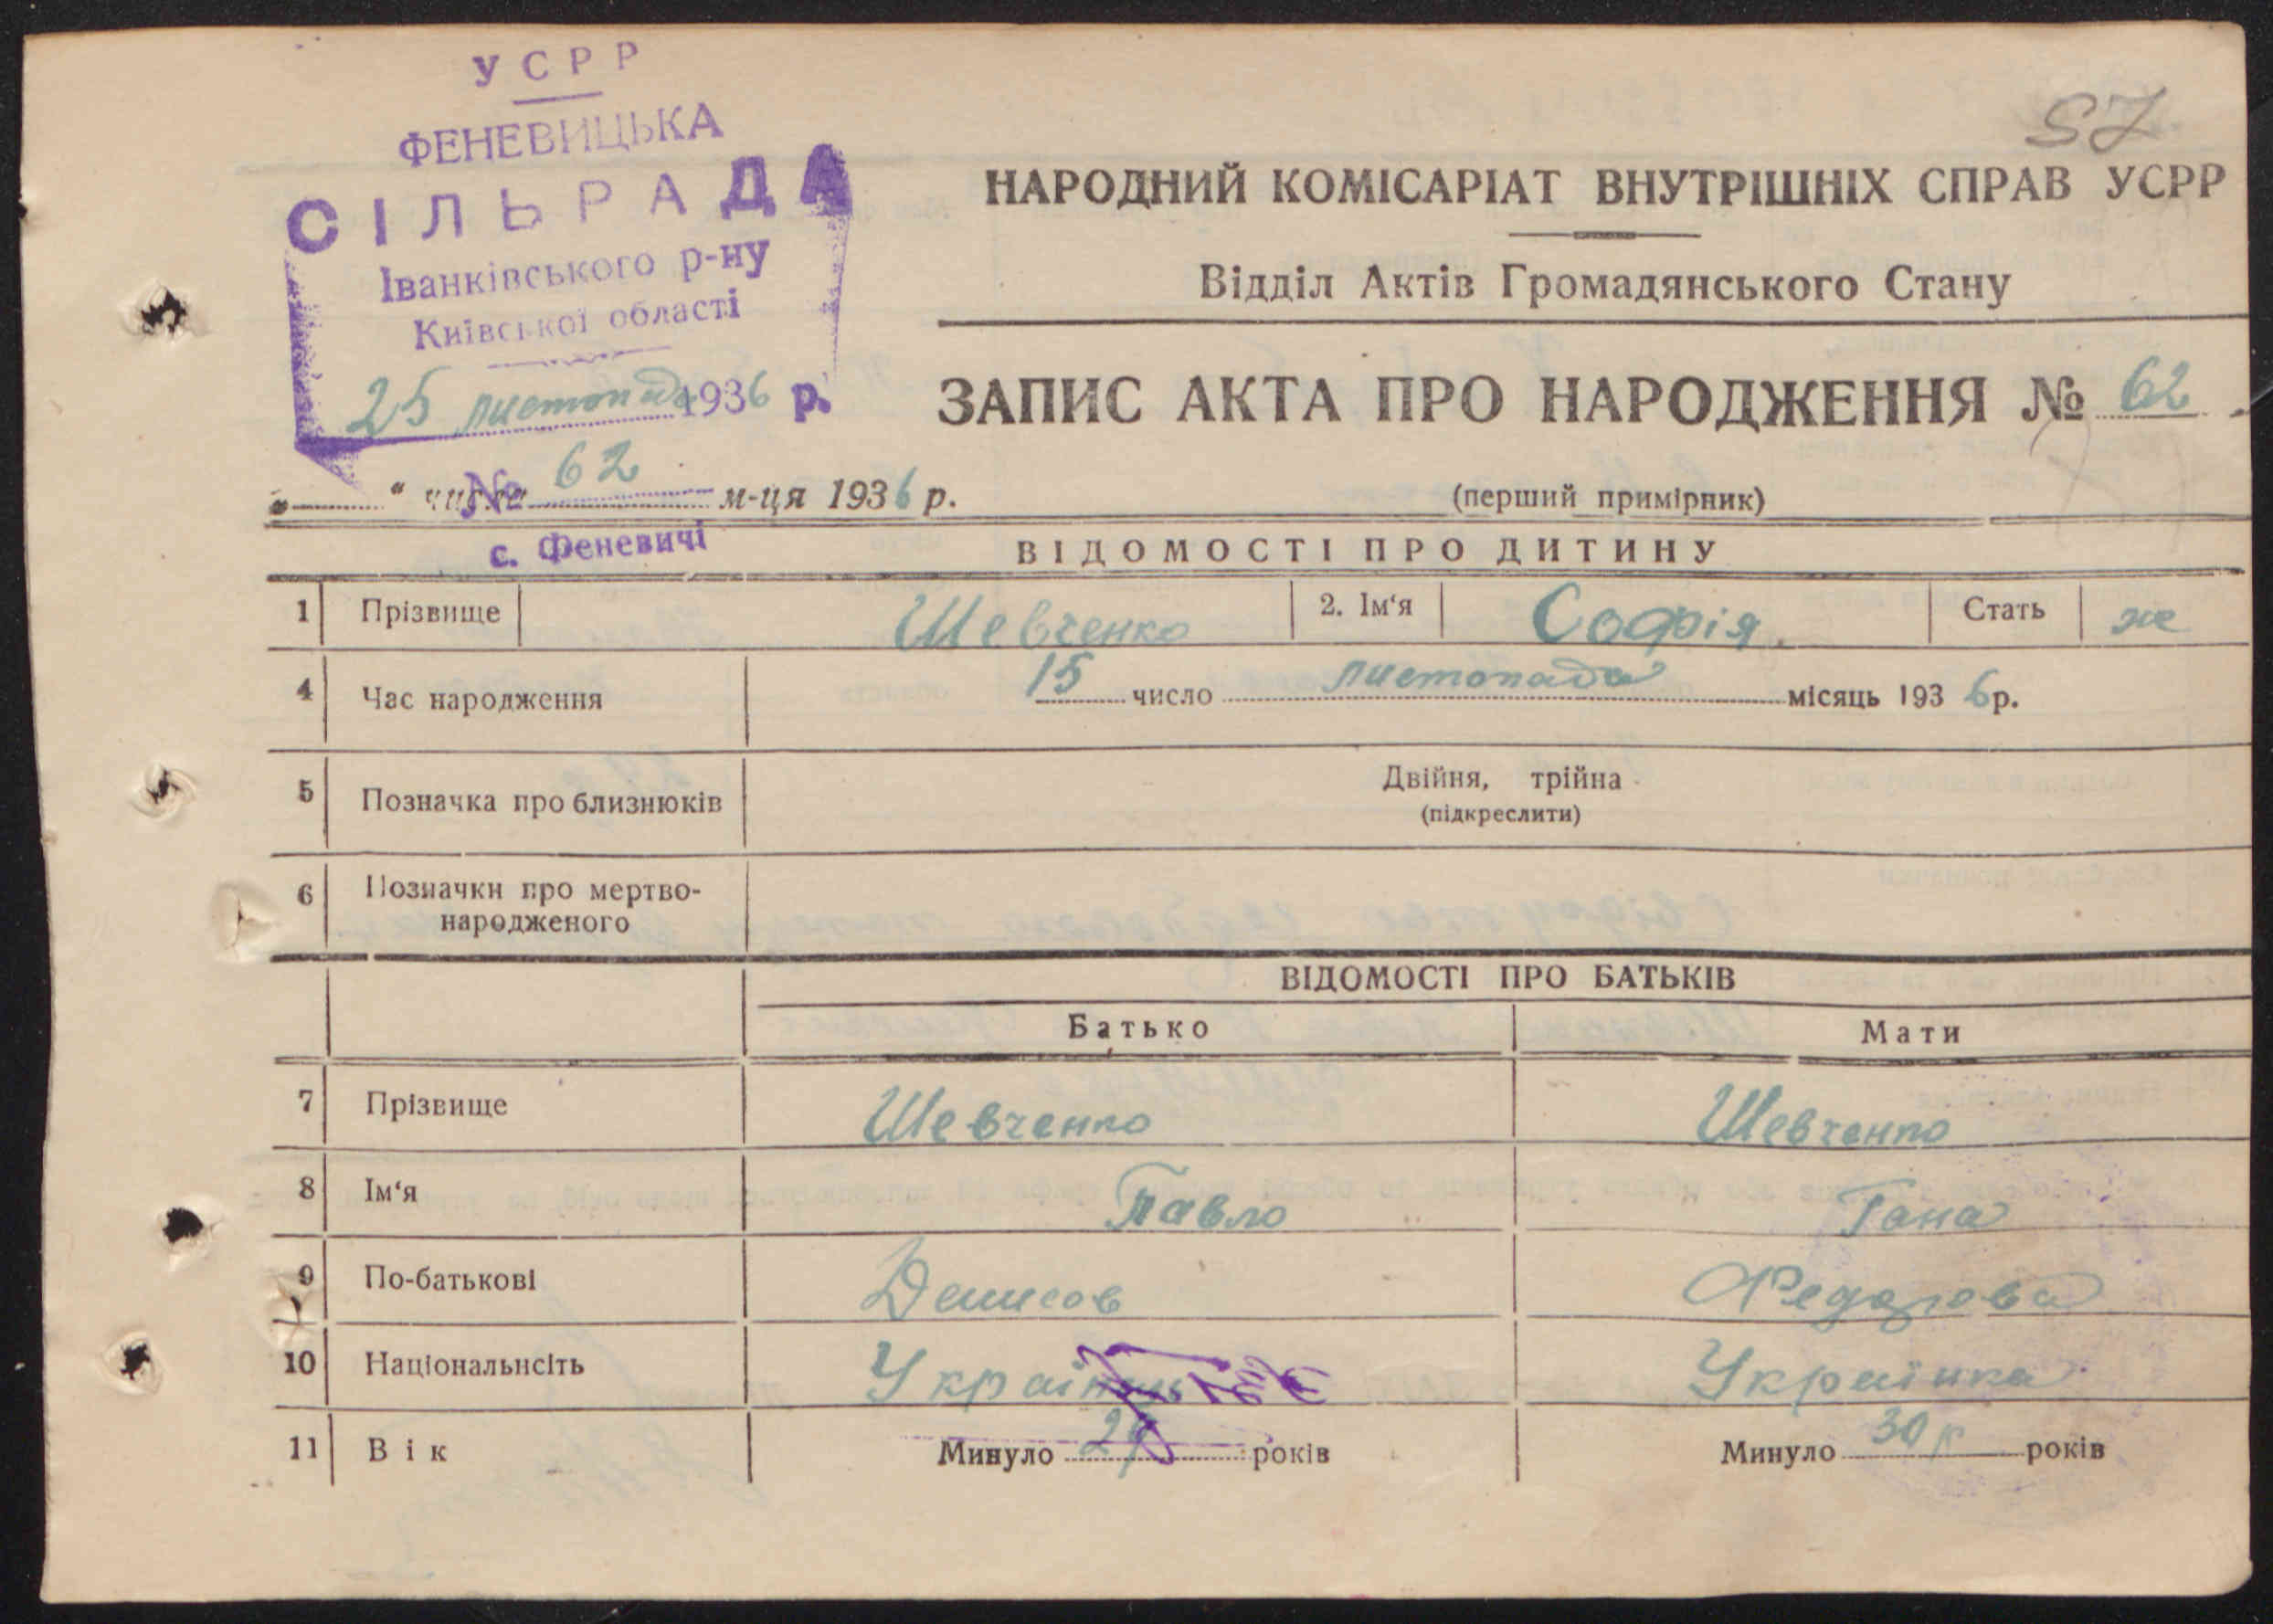 УСРР
ФЕНЕВИЦЬКА
СІЛЬРАДА
Іванківського р-ну
Київської області
25 листопада 1936 р.
№ 62
с. Феневичі
57
НАРОДНИЙ КОМІСАРІАТ ВНУТРІШНІХ СПРАВ УСРР
Відділ Актів Громадянського Стану
ЗАПИС АКТА ПРО НАРОДЖЕННЯ № 62
„ “ числа м-ця 1936 р.
(перший примірник)
ВІДОМОСТІ ПРО ДИТИНУ
1 Прізвище Шевченко 2. Ім‘я Софія Стать же
4 Час народження 15 число листопада місяць 1936 р.
5 Позначка про близнюків Двійня, трійна
(підкреслити)
6 Позначки про мертво-
народженого
ВІДОМОСТІ ПРО БАТЬКІВ
Батько Мати
7 Прізвище Шевченко Шевченко
8 Ім‘я Павло Гана
9 По-батькові Денисов Федорова
10 Національнсіть Українець Українка
11 Вік Минуло 29 років Минуло 30 р років